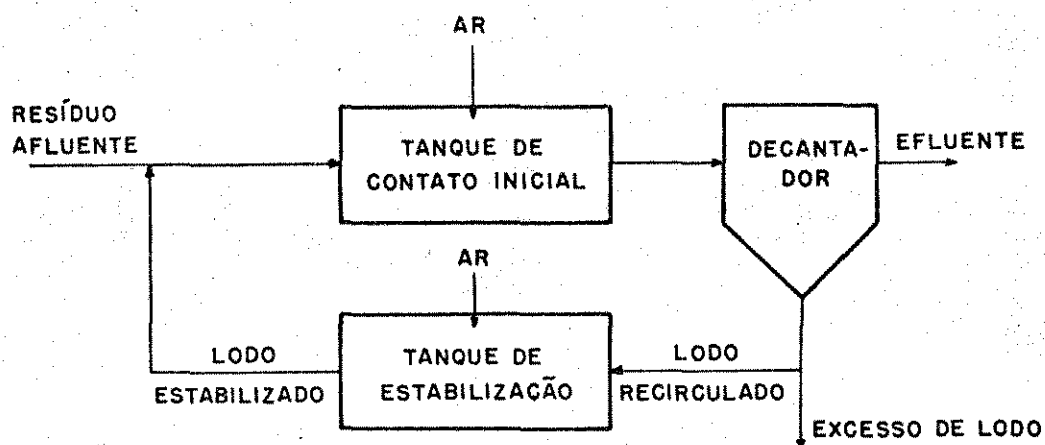 AR
RESÍDUO
AFLUENTE
TANQUE DE
CONTATO INICIAL
DECANTA-
DOR
EFLUENTE
AR
TANQUE DE
ESTABILIZAÇÃO
LODO
ESTABILIZADO
LODO
RECIRCULADO
EXCESSO DE LODO